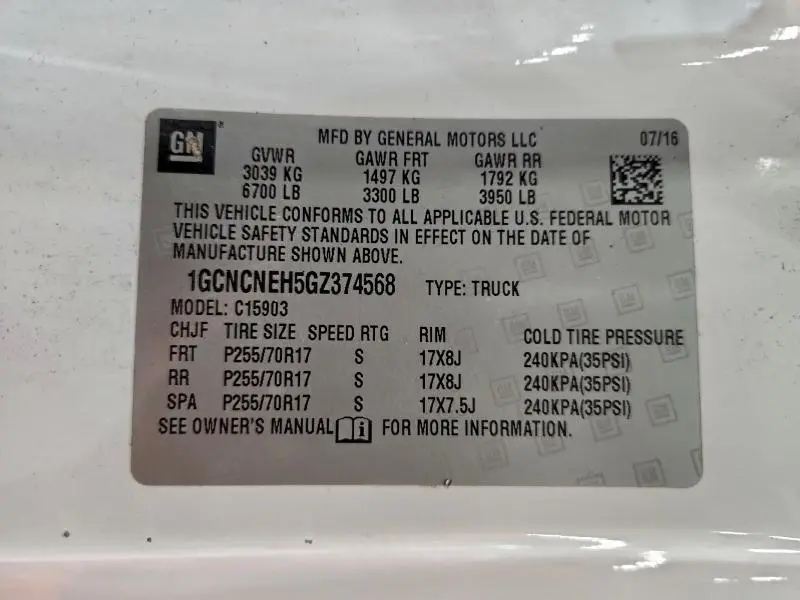 GM
MFD BY GENERAL MOTORS LLC 07/16
GVWR GAWR FRT GAWR RR
3039 KG 1497 KG 1792 KG
6700 LB 3300 LB 3950 LB
THIS VEHICLE CONFORMS TO ALL APPLICABLE U.S. FEDERAL MOTOR
VEHICLE SAFETY STANDARDS IN EFFECT ON THE DATE OF
MANUFACTURE SHOWN ABOVE.
1GCNCNEH5GZ374568 TYPE: TRUCK
MODEL: C15903
CHJF TIRE SIZE SPEED RTG RIM COLD TIRE PRESSURE
FRT P255/70R17 S 17X8J 240KPA(35PSI)
RR P255/70R17 S 17X8J 240KPA(35PSI)
SPA P255/70R17 S 17X7.5J 240KPA(35PSI)
SEE OWNER'S MANUAL i FOR MORE INFORMATION.